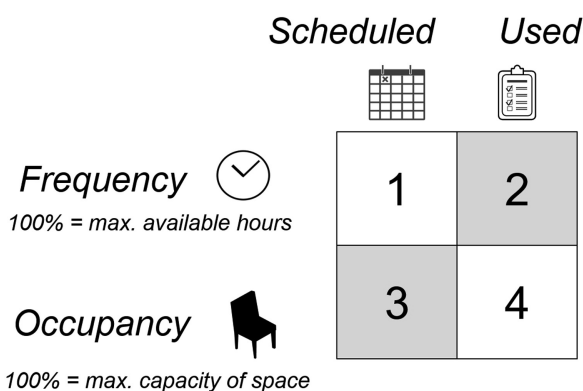 Scheduled Used
Frequency
100% = max. available hours
1 2
Occupancy
100% = max. capacity of space
3 4